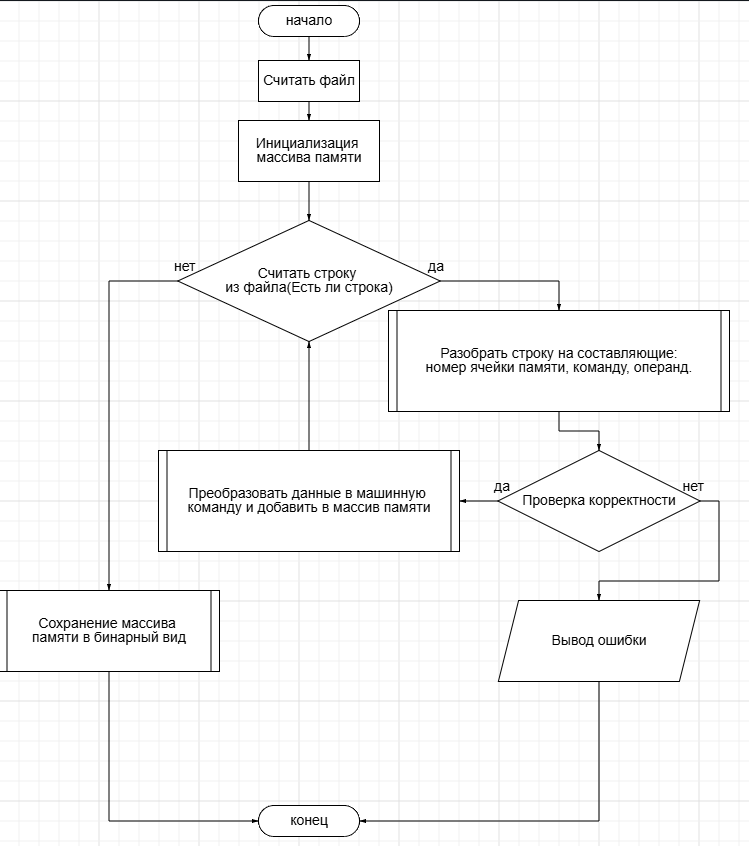 начало
Считать файл
Инициализация
массива памяти
нет
да
Считать строку
из файла(Есть ли строка)
Разобрать строку на составляющие:
номер ячейки памяти, команду, операнд.
да
нет
Преобразовать данные в машинную
команду и добавить в массив памяти
Проверка корректности
Сохранение массива
памяти в бинарный вид
Вывод ошибки
конец